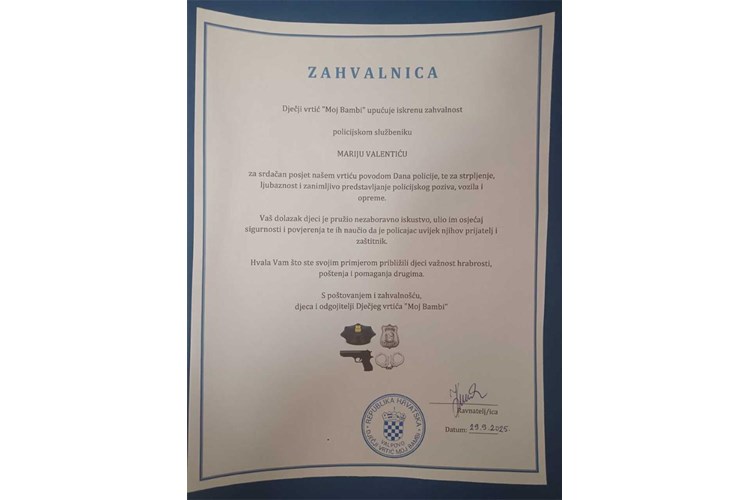 ZAHVALNICA
Dječji vrtić "Moj Bambi" upućuje iskrenu zahvalnost
policijskom službeniku
MARIJU VALENTIĆU
za srdačan posjet našem vrtiću povodom Dana policije, te za strpljenje,
ljubaznost i zanimljivo predstavljanje policijskog poziva, vozila i
opreme.
Vaš dolazak djeci je pružio nezaboravno iskustvo, ulio im osjećaj
sigurnosti i povjerenja te ih naučio da je policajac uvijek njihov prijatelj i
zaštitnik.
Hvala Vam što ste svojim primjerom približili djeci važnost hrabrosti,
poštenja i pomaganja drugima.
S poštovanjem i zahvalnošću,
djeca i odgojitelji Dječjeg vrtića "Moj Bambi"
REPUBLIKA HRVATSKA
VALPOVO
DJEČJI VRTIĆ MOJ BAMBI
Ravnatelj/ica
Datum: 29.9.2025.